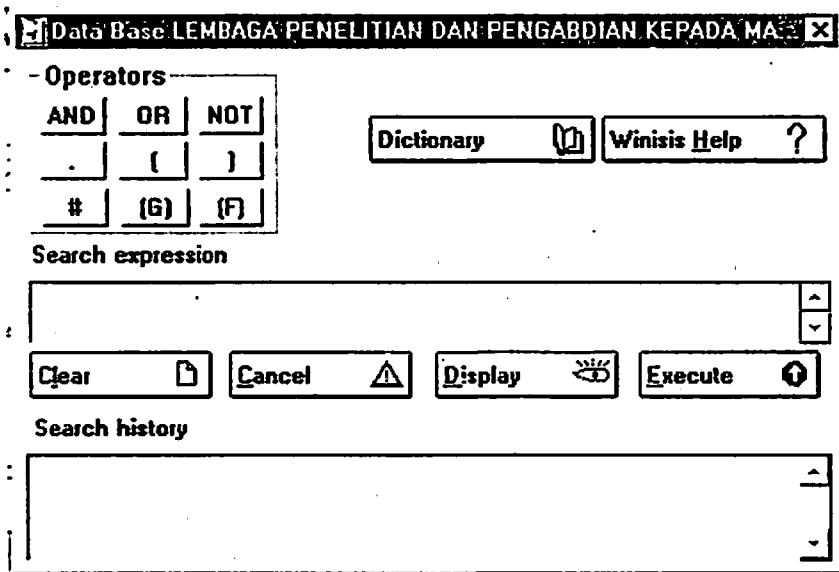 Data Base LEMBAGA PENELITIAN DAN PENGABDIAN KEPADA MA
Operators
AND OR NOT
. ( )
# (G) (F)
Dictionary Winisis Help ?
Search expression
Clear Cancel Display Execute
Search history